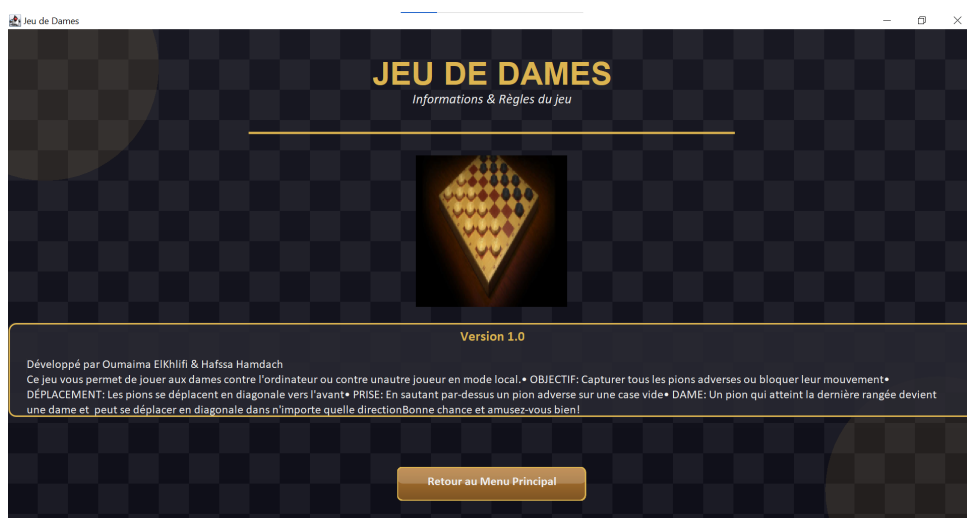 Jeu de Dames
JEU DE DAMES
Informations & Règles du jeu
Version 1.0
Développé par Oumaima ElKhlifi & Hafssa Hamdach
Ce jeu vous permet de jouer aux dames contre l'ordinateur ou contre unautre joueur en mode local.• OBJECTIF: Capturer tous les pions adverses ou bloquer leur mouvement•
DÉPLACEMENT: Les pions se déplacent en diagonale vers l'avant• PRISE: En sautant par-dessus un pion adverse sur une case vide• DAME: Un pion qui atteint la dernière rangée devient
une dame et  peut se déplacer en diagonale dans n'importe quelle directionBonne chance et amusez-vous bien!
Retour au Menu Principal